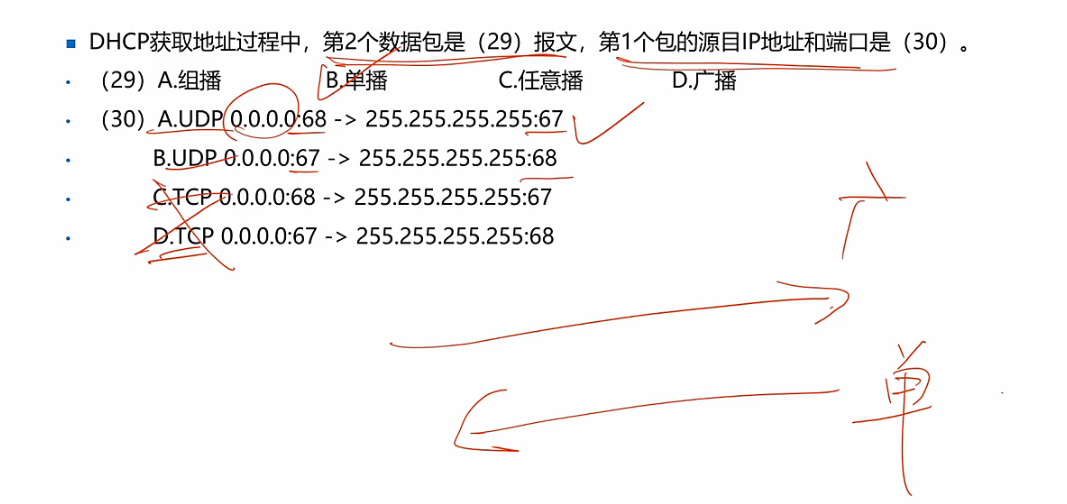 DHCP获取地址过程中，第2个数据包是（29）报文，第1个包的源目IP地址和端口是（30）。
（29）A.组播 B.单播 C.任意播 D.广播
（30）A.UDP 0.0.0.0:68 -> 255.255.255.255:67
B.UDP 0.0.0.0:67 -> 255.255.255.255:68
C.TCP 0.0.0.0:68 -> 255.255.255.255:67
D.TCP 0.0.0.0:67 -> 255.255.255.255:68
广
单